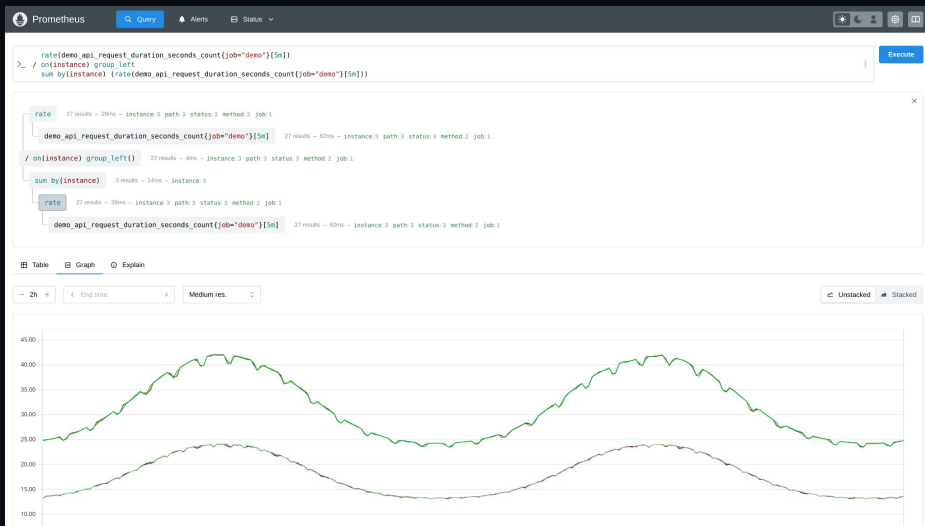 Prometheus Query Alerts Status
rate(demo_api_request_duration_seconds_count{job="demo"}[5m])
>_ / on(instance) group_left
sum by(instance) (rate(demo_api_request_duration_seconds_count{job="demo"}[5m]))
Execute
rate 27 results – 28ms – instance: 3 path: 3 status: 3 method: 2 job: 1
demo_api_request_duration_seconds_count{job="demo"}[5m] 27 results – 62ms – instance: 3 path: 3 status: 3 method: 2 job: 1
/ on(instance) group_left() 27 results – 4ms – instance: 3 path: 3 status: 3 method: 2 job: 1
sum by(instance) 3 results – 14ms – instance: 3
rate 27 results – 28ms – instance: 3 path: 3 status: 3 method: 2 job: 1
demo_api_request_duration_seconds_count{job="demo"}[5m] 27 results – 62ms – instance: 3 path: 3 status: 3 method: 2 job: 1
Table Graph Explain
− 2h + < End time > Medium res. Unstacked Stacked
45.00
40.00
35.00
30.00
25.00
20.00
15.00
10.00